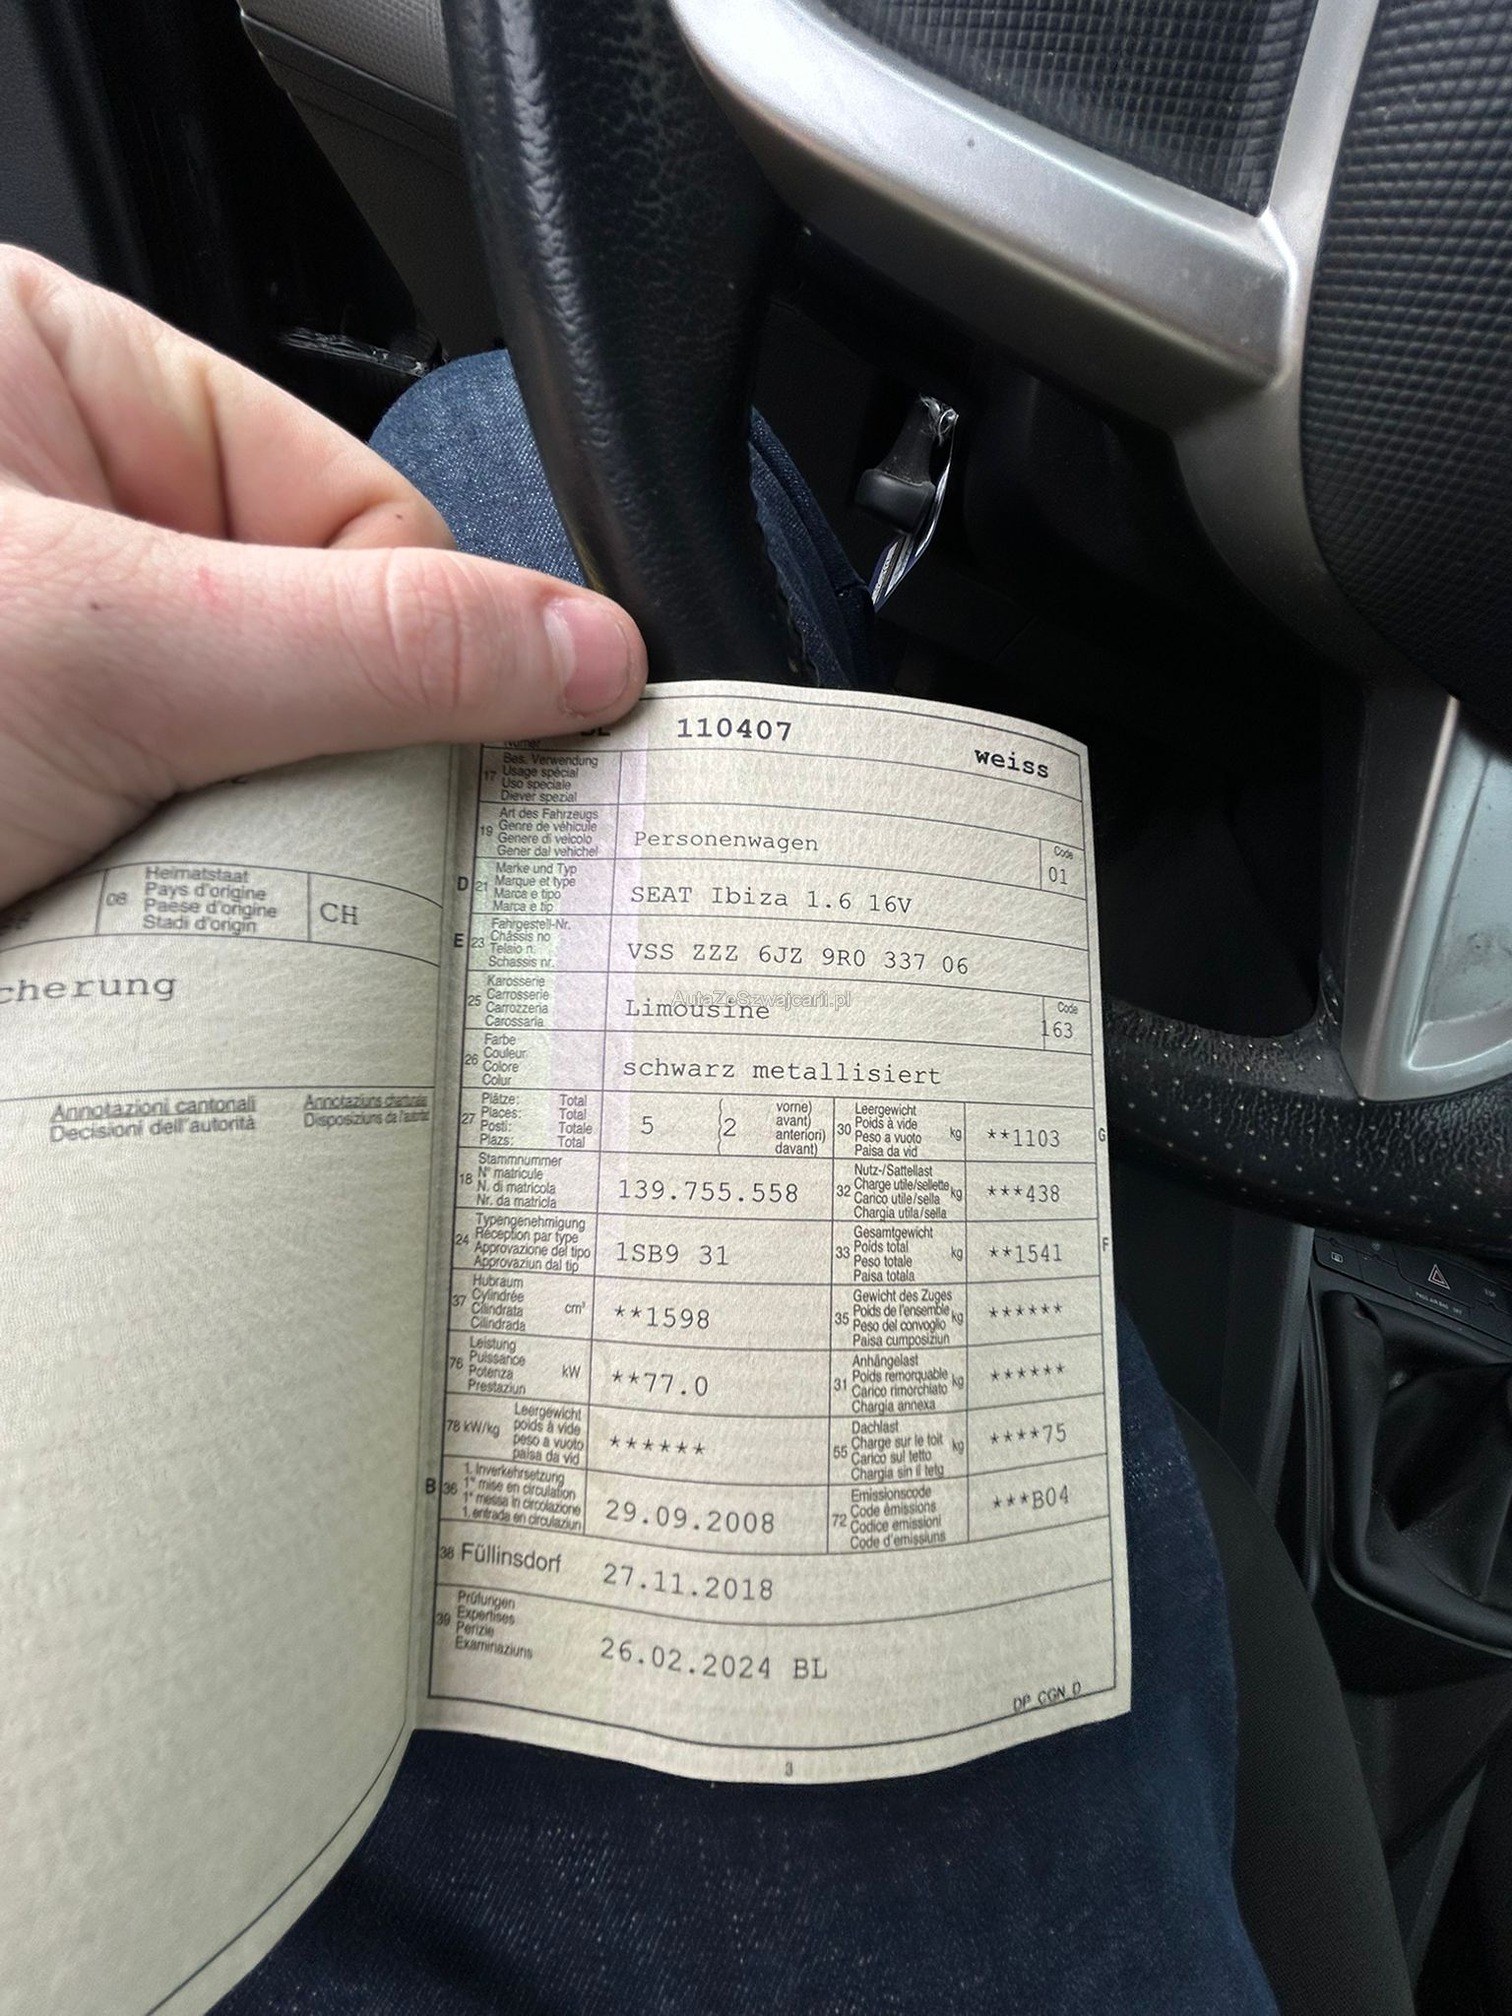 Heimatstaat
08 Pays d'origine
Paese d'origine
Stadi d'origin
CH
cherung
Annotazioni cantonali
Decisioni dell'autorità
Annotaziuns chantunalas
Disposiziuns da l'autoritad
110407
weiss
17 Bes. Verwendung
Usage spécial
Uso speciale
Diever spezial
19 Art des Fahrzeugs
Genre de véhicule
Genere di veicolo
Gener dal vehichel
Personenwagen
Code
01
D 21 Marke und Typ
Marque et type
Marca e tipo
Marca e tip
SEAT Ibiza 1.6 16V
E 23 Fahrgestell-Nr.
Châssis no
Telaio n.
Schassis nr.
VSS ZZZ 6JZ 9R0 337 06
25 Karosserie
Carrosserie
Carrozzeria
Carossaria
Limousine
Code
163
AutaZeSzwajcarii.pl
26 Farbe
Couleur
Colore
Colur
schwarz metallisiert
27 Plätze: Total
Places: Total
Posti: Totale
Plazs: Total
5 (2
vorne)
avant)
anteriori)
davant)
30 Leergewicht
Poids à vide
Peso a vuoto
Paisa da vid
kg
**1103
G
18 Stammnummer
N° matricule
N. di matricola
Nr. da matricla
139.755.558
32 Nutz-/Sattellast
Charge utile/sellette
Carico utile/sella
Chargia utila/sella
kg
***438
24 Typengenehmigung
Réception par type
Approvazione del tipo
Approvaziun dal tip
1SB9 31
33 Gesamtgewicht
Poids total
Peso totale
Paisa totala
kg
**1541
F
37 Hubraum
Cylindrée
Cilindrata
Cilindrada
cm³
**1598
35 Gewicht des Zuges
Poids de l'ensemble
Peso del convoglio
Paisa cumposiziun
kg
******
76 Leistung
Puissance
Potenza
Prestaziun
kW
**77.0
31 Anhängelast
Poids remorquable
Carico rimorchiato
Chargia annexa
kg
******
78 kW/kg
Leergewicht
poids à vide
peso a vuoto
paisa da vid
******
55 Dachlast
Charge sur le toit
Carico sul tetto
Chargia sin il tetg
kg
****75
B 36 1. Inverkehrsetzung
1re mise en circulation
1a messa in circolazione
1. entrada en circulaziun
29.09.2008
72 Emissionscode
Code émissions
Codice emissioni
Code d'emissiuns
***B04
38 Füllinsdorf
27.11.2018
39 Prüfungen
Expertises
Perizie
Examinaziuns
26.02.2024 BL
DP CGN D
3